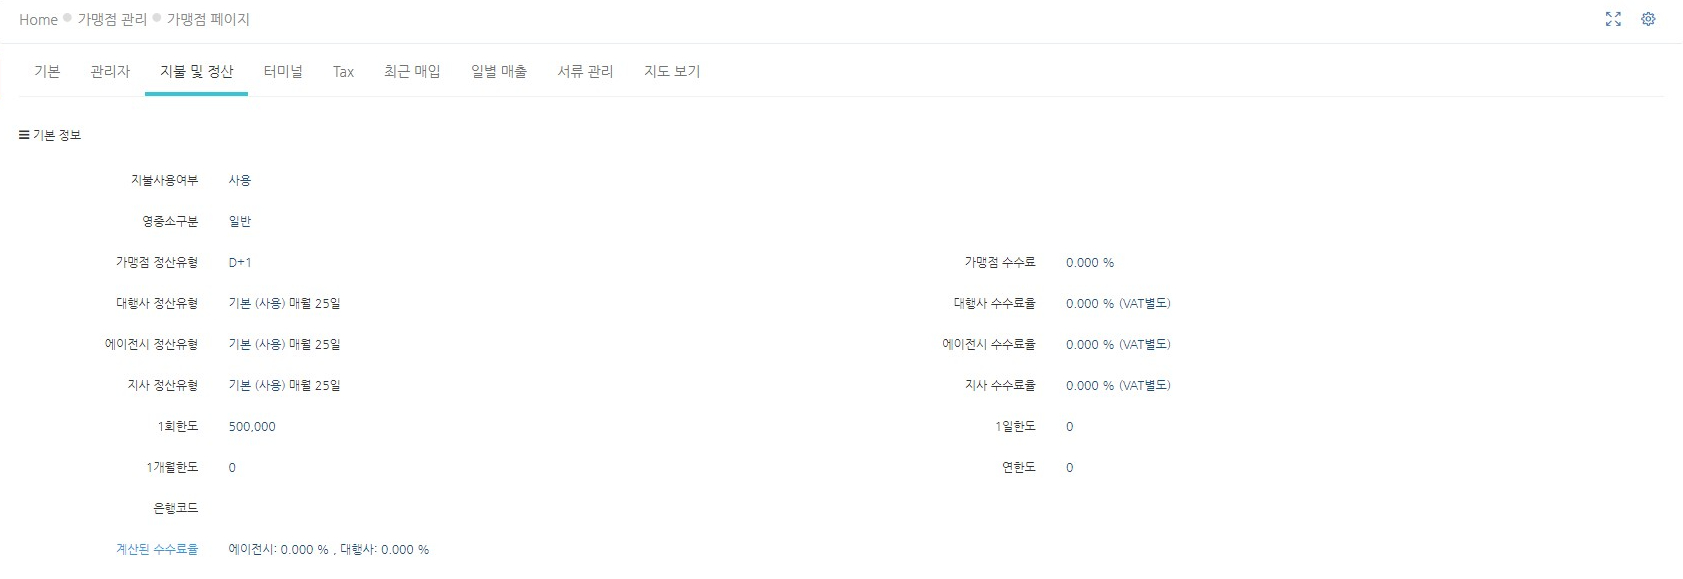 Home 가맹점 관리 가맹점 페이지
기본 관리자 지불 및 정산 터미널 Tax 최근 매입 일별 매출 서류 관리 지도 보기
기본 정보
지불사용여부 사용
영중소구분 일반
가맹점 정산유형 D+1 가맹점 수수료 0.000 %
대행사 정산유형 기본 (사용) 매월 25일 대행사 수수료율 0.000 % (VAT별도)
에이전시 정산유형 기본 (사용) 매월 25일 에이전시 수수료율 0.000 % (VAT별도)
지사 정산유형 기본 (사용) 매월 25일 지사 수수료율 0.000 % (VAT별도)
1회한도 500,000 1일한도 0
1개월한도 0 연한도 0
은행코드
계산된 수수료율 에이전시: 0.000 % , 대행사: 0.000 %